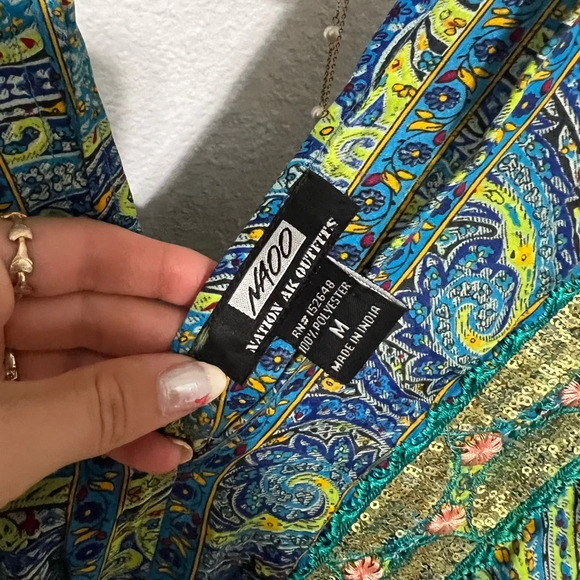 NAOO
NATION AK OUTFITS
RN# 152648
100% POLYESTER
M
MADE IN INDIA